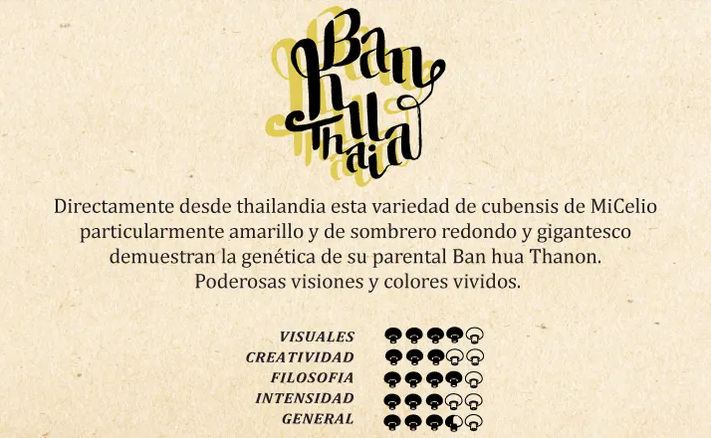 Ban
hua
Thai
Directamente desde thailandia esta variedad de cubensis de MiCelio
particularmente amarillo y de sombrero redondo y gigantesco
demuestran la genética de su parental Ban hua Thanon.
Poderosas visiones y colores vividos.
VISUALES
CREATIVIDAD
FILOSOFIA
INTENSIDAD
GENERAL